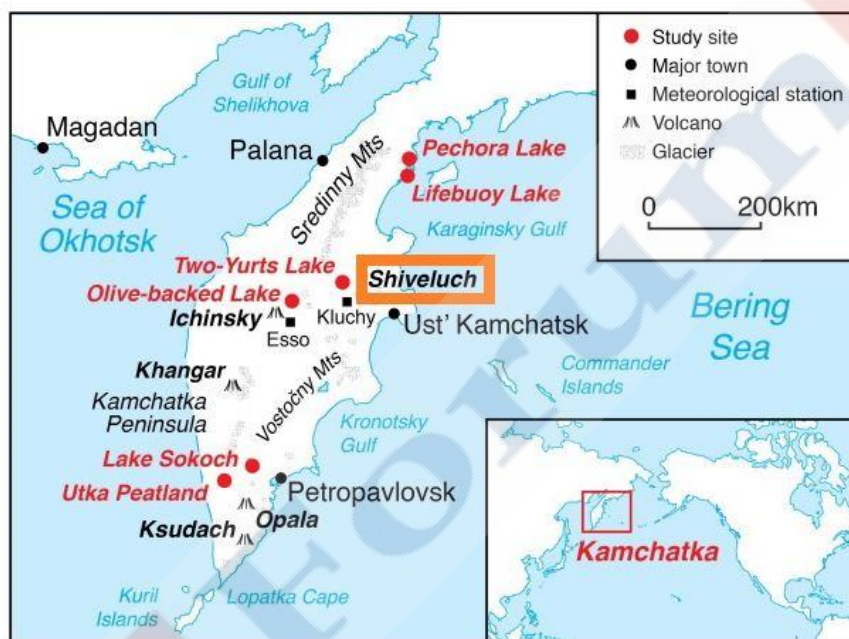 Study site
Major town
Meteorological station
Volcano
Glacier
0 200km
Gulf of
Shelikhova
Magadan
Palana
Sredinny Mts
Pechora Lake
Lifebuoy Lake
Sea of
Okhotsk
Karaginsky Gulf
Two-Yurts Lake
Shiveluch
Olive-backed Lake
Ichinsky
Esso
Kluchy
Ust' Kamchatsk
Bering
Sea
Commander
Islands
Khangar
Kamchatka
Peninsula
Vostočny Mts
Kronotsky
Gulf
Lake Sokoch
Utka Peatland
Petropavlovsk
Opala
Ksudach
Kuril
Islands
Lopatka Cape
Kamchatka
Forum